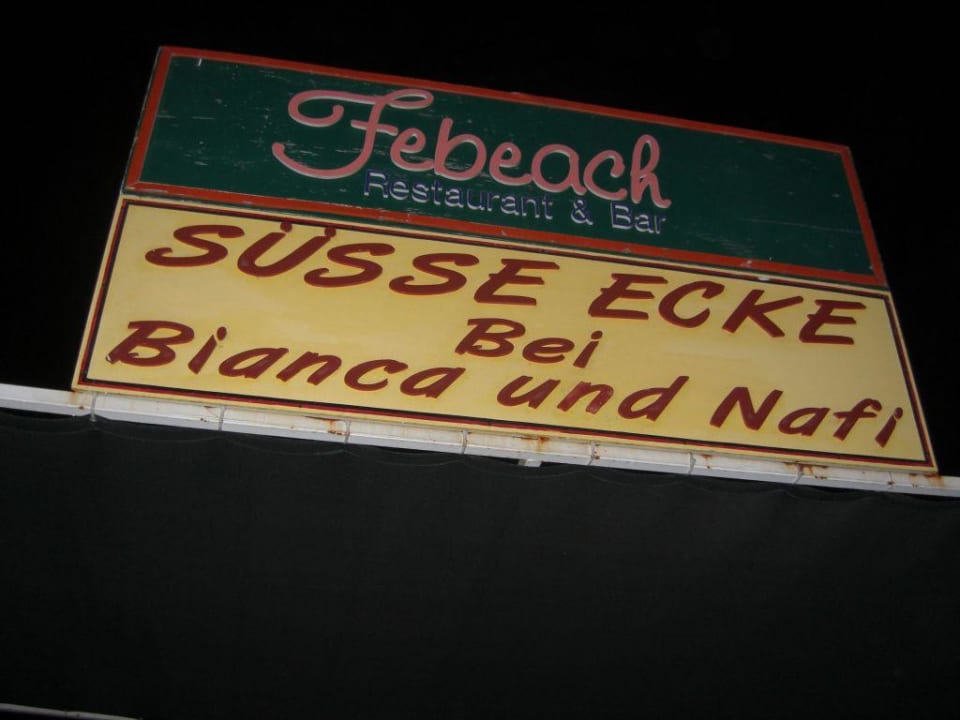 Febeach
Restaurant & Bar
SÜSSE ECKE
Bei
Bianca und Nafi